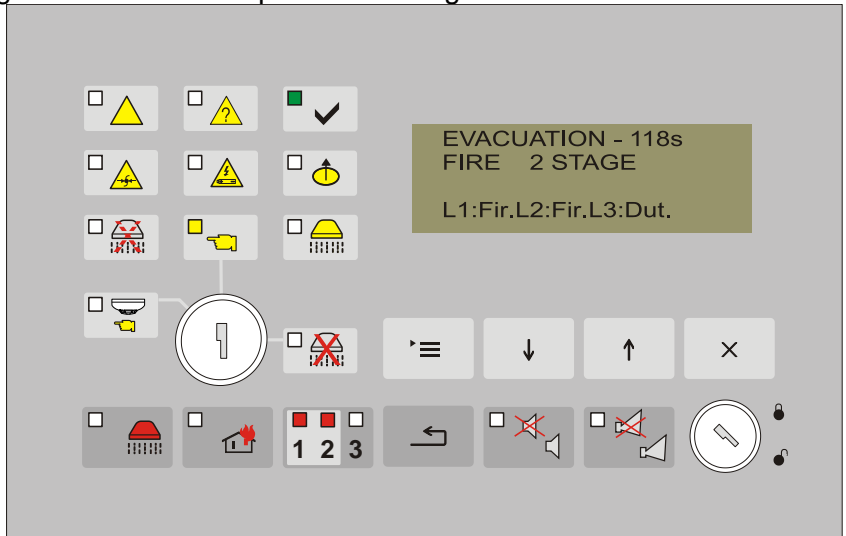 ?
EVACUATION - 118s
FIRE 2 STAGE
L1:Fir.L2:Fir.L3:Dut.
1 2 3